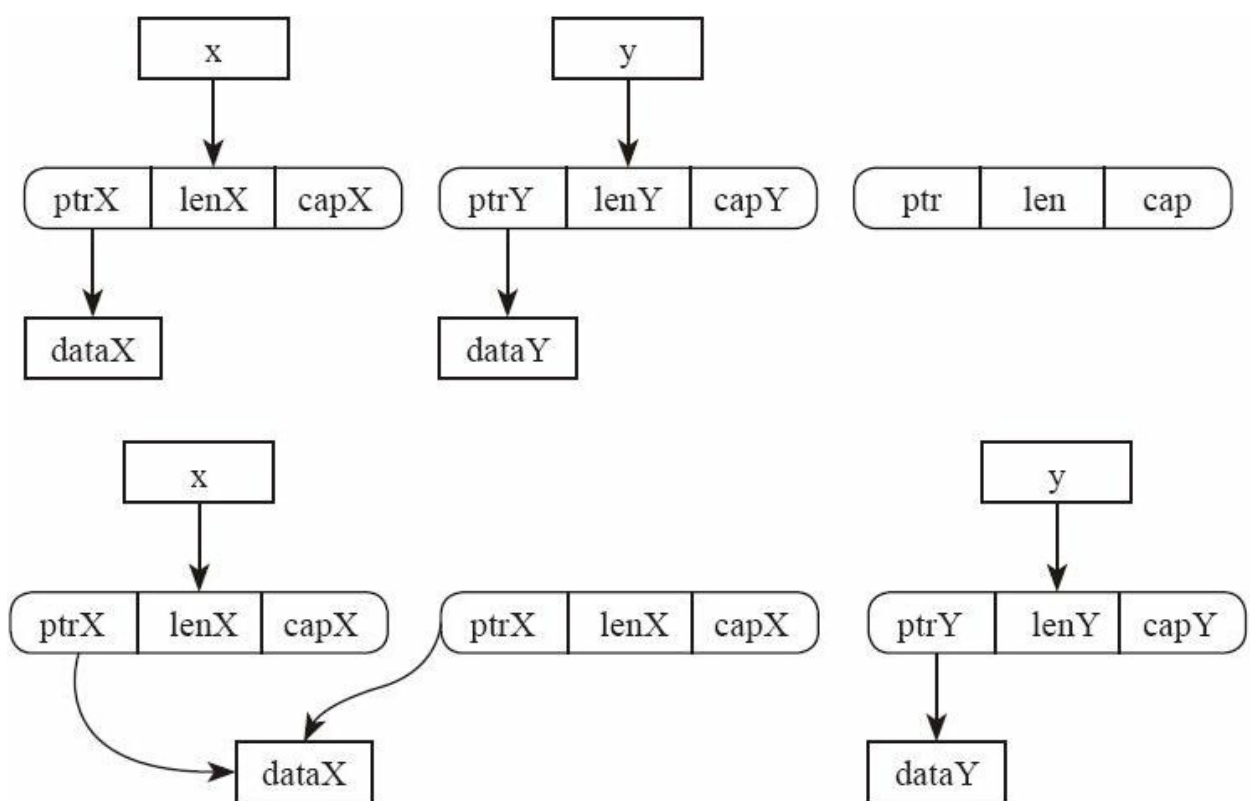 x y
ptrX lenX capX ptrY lenY capY ptr len cap
dataX dataY
x y
ptrX lenX capX ptrX lenX capX ptrY lenY capY
dataX dataY